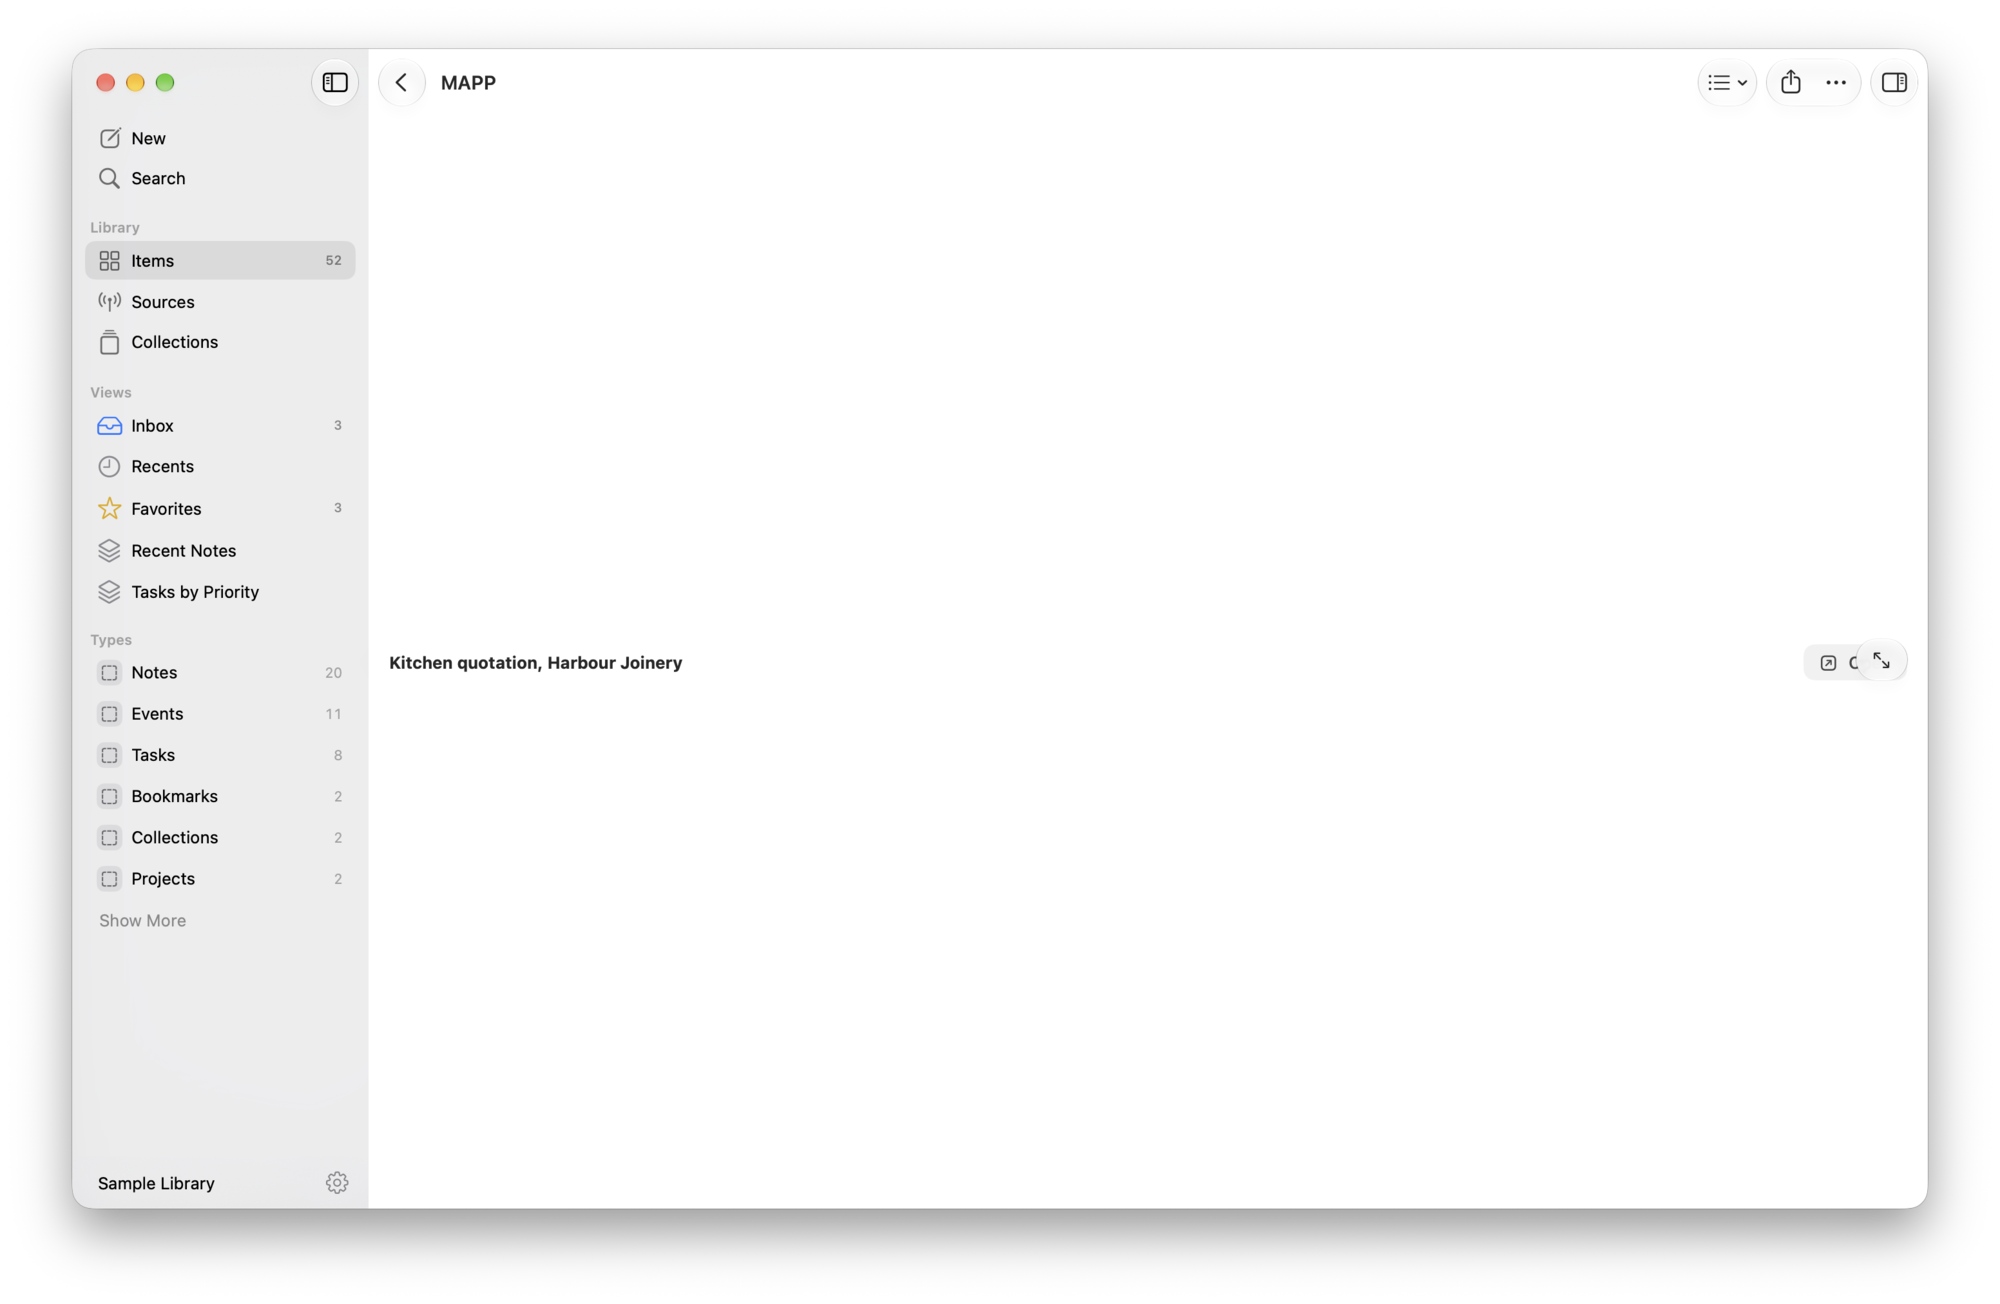 MAPP
New
Search
Library
Items 52
Sources
Collections
Views
Inbox 3
Recents
Favorites 3
Recent Notes
Tasks by Priority
Types
Notes 20
Events 11
Tasks 8
Bookmarks 2
Collections 2
Projects 2
Show More
Sample Library
Kitchen quotation, Harbour Joinery